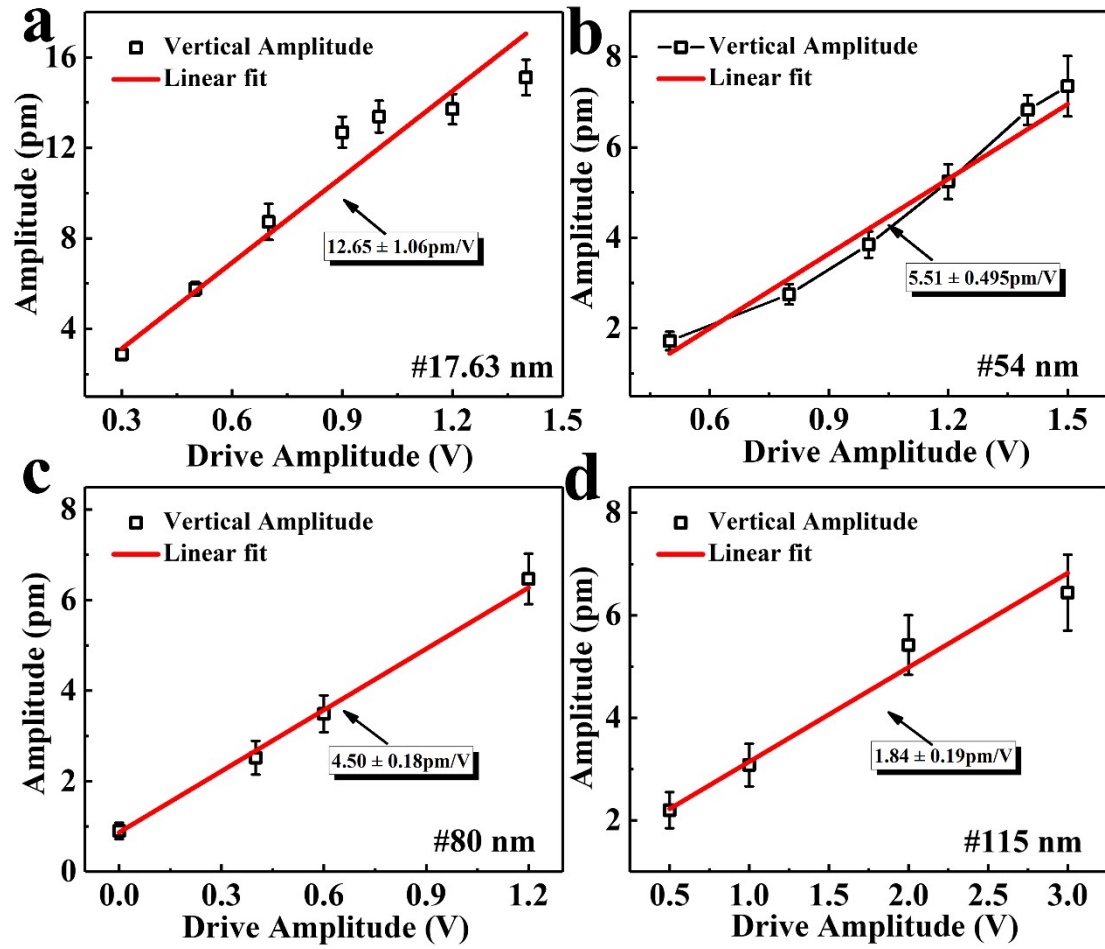 a
Vertical Amplitude
Linear fit
12.65 ± 1.06pm/V
#17.63 nm
Amplitude (pm)
16
12
8
4
0.3 0.6 0.9 1.2 1.5
Drive Amplitude (V)
b
Vertical Amplitude
Linear fit
5.51 ± 0.495pm/V
#54 nm
Amplitude (pm)
8
6
4
2
0.6 0.9 1.2 1.5
Drive Amplitude (V)
c
Vertical Amplitude
Linear fit
4.50 ± 0.18pm/V
#80 nm
Amplitude (pm)
8
6
4
2
0
0.0 0.3 0.6 0.9 1.2
Drive Amplitude (V)
d
Vertical Amplitude
Linear fit
1.84 ± 0.19pm/V
#115 nm
Amplitude (pm)
8
6
4
2
0.5 1.0 1.5 2.0 2.5 3.0
Drive Amplitude (V)